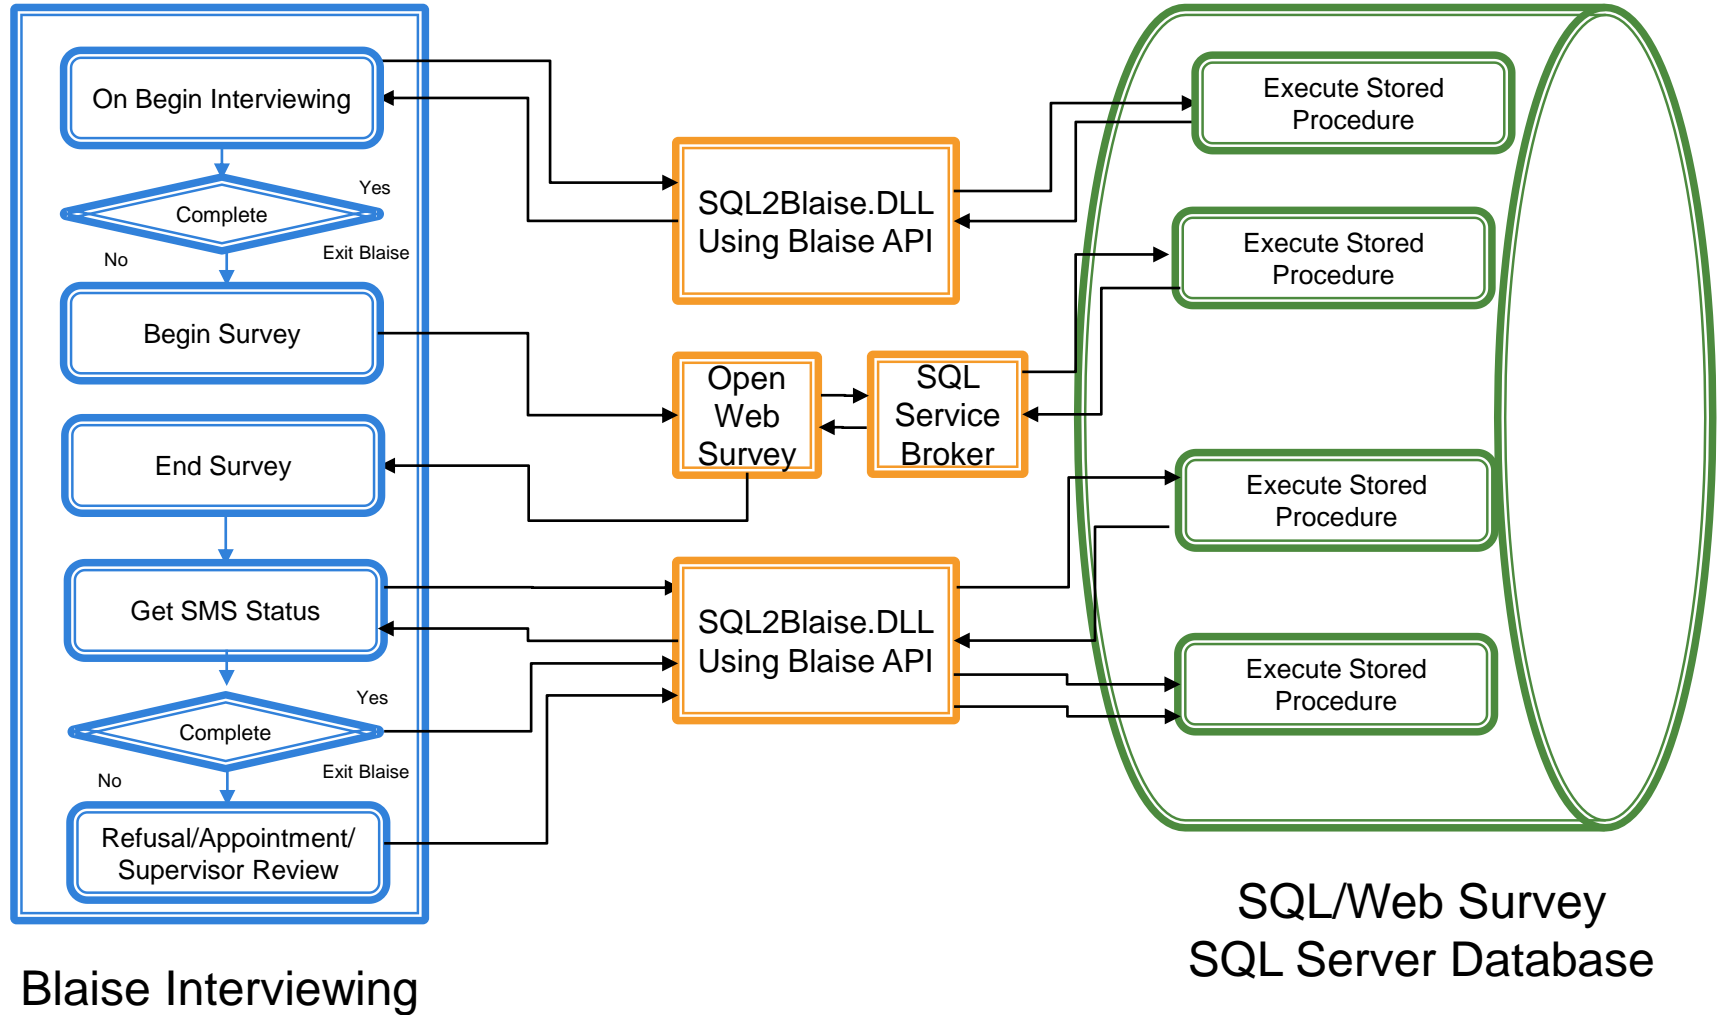 On Begin Interviewing
Yes
Complete
Exit Blaise
No
Begin Survey
End Survey
Get SMS Status
Yes
Complete
Exit Blaise
No
Refusal/Appointment/
Supervisor Review
Blaise Interviewing
SQL2Blaise.DLL
Using Blaise API
Open
Web
Survey
SQL
Service
Broker
SQL2Blaise.DLL
Using Blaise API
Execute Stored
Procedure
Execute Stored
Procedure
Execute Stored
Procedure
Execute Stored
Procedure
SQL/Web Survey
SQL Server Database